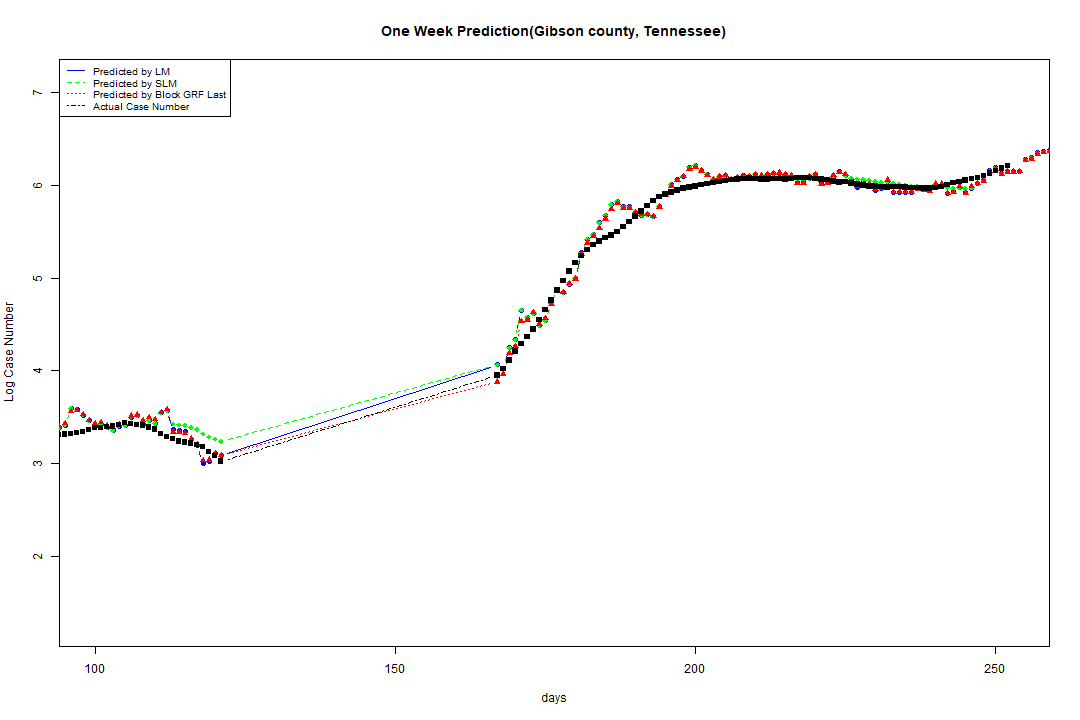 One Week Prediction(Gibson county, Tennessee)
Predicted by LM
Predicted by SLM
Predicted by Block GRF Last
Actual Case Number
7
6
5
4
3
2
Log Case Number
100 150 200 250
days